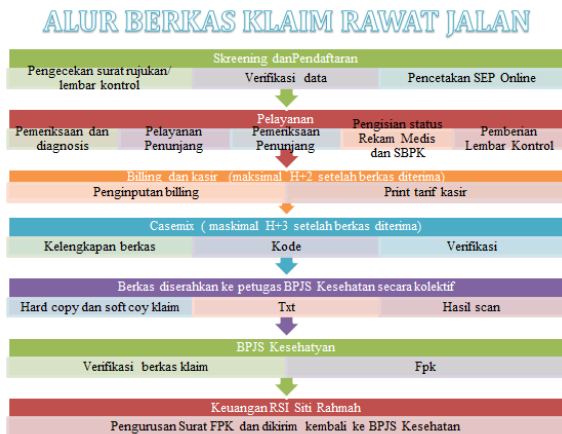 ALUR BERKAS KLAIM RAWAT JALAN
Skreening danPendaftaran
Pengecekan surat rujukan/
lembar kontrol
Verifikasi data
Pencetakan SEP Online
Pelayanan
Pemeriksaan dan
diagnosis
Pelayanan
Penunjang
Pemeriksaan
Penunjang
Pengisian status
Rekam Medis
dan SBPK
Pemberian
Lembar Kontrol
Billing dan kasir (maksimal H+2 setelah berkas diterima)
Penginputan billing
Print tarif kasir
Casemix ( maskimal H+3 setelah berkas diterima)
Kelengkapan berkas
Kode
Verifikasi
Berkas diserahkan ke petugas BPJS Kesehatan secara kolektif
Hard copy dan soft coy klaim
Txt
Hasil scan
BPJS Kesehatyan
Verifikasi berkas klaim
Fpk
Keuangan RSI Siti Rahmah
Pengurusan Surat FPK dan dikirim kembali ke BPJS Kesehatan